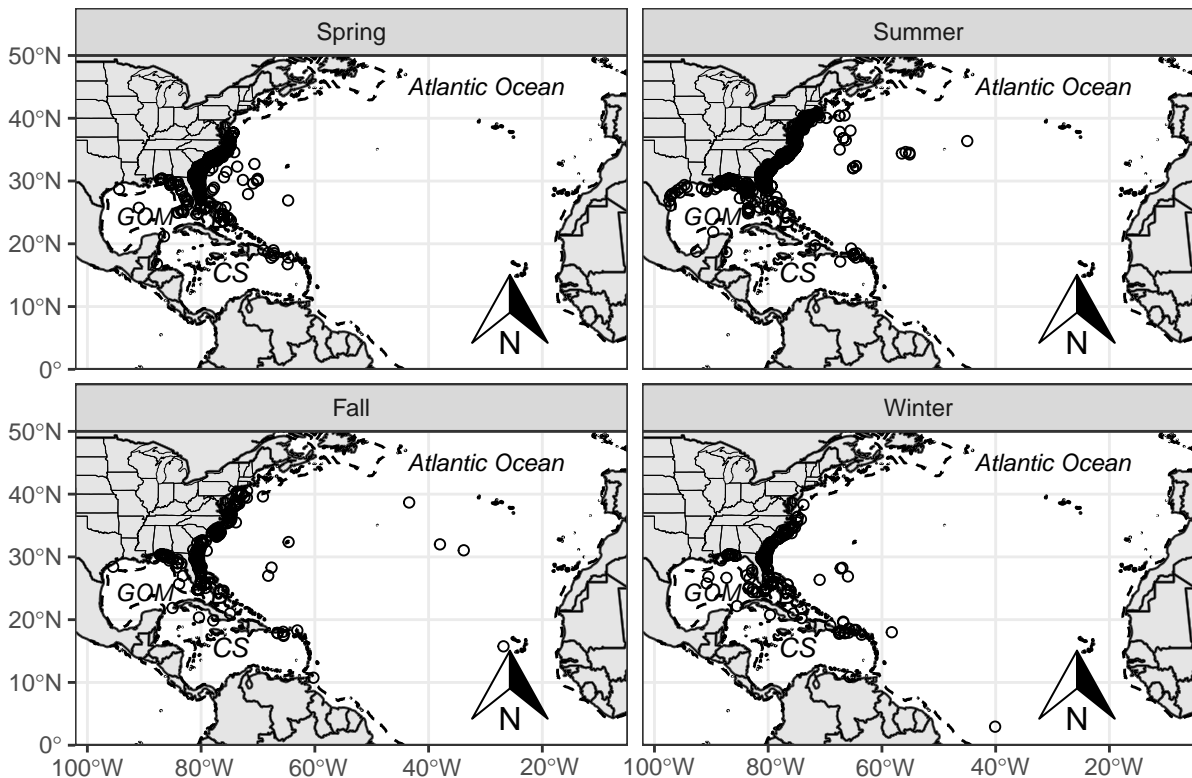 Spring
Summer
50°N
40°N
30°N
20°N
10°N
0°
Atlantic Ocean
GOM
CS
N
Atlantic Ocean
GOM
CS
N
Fall
Winter
50°N
40°N
30°N
20°N
10°N
0°
Atlantic Ocean
GOM
CS
N
Atlantic Ocean
GOM
CS
N
100°W 80°W 60°W 40°W 20°W
100°W 80°W 60°W 40°W 20°W